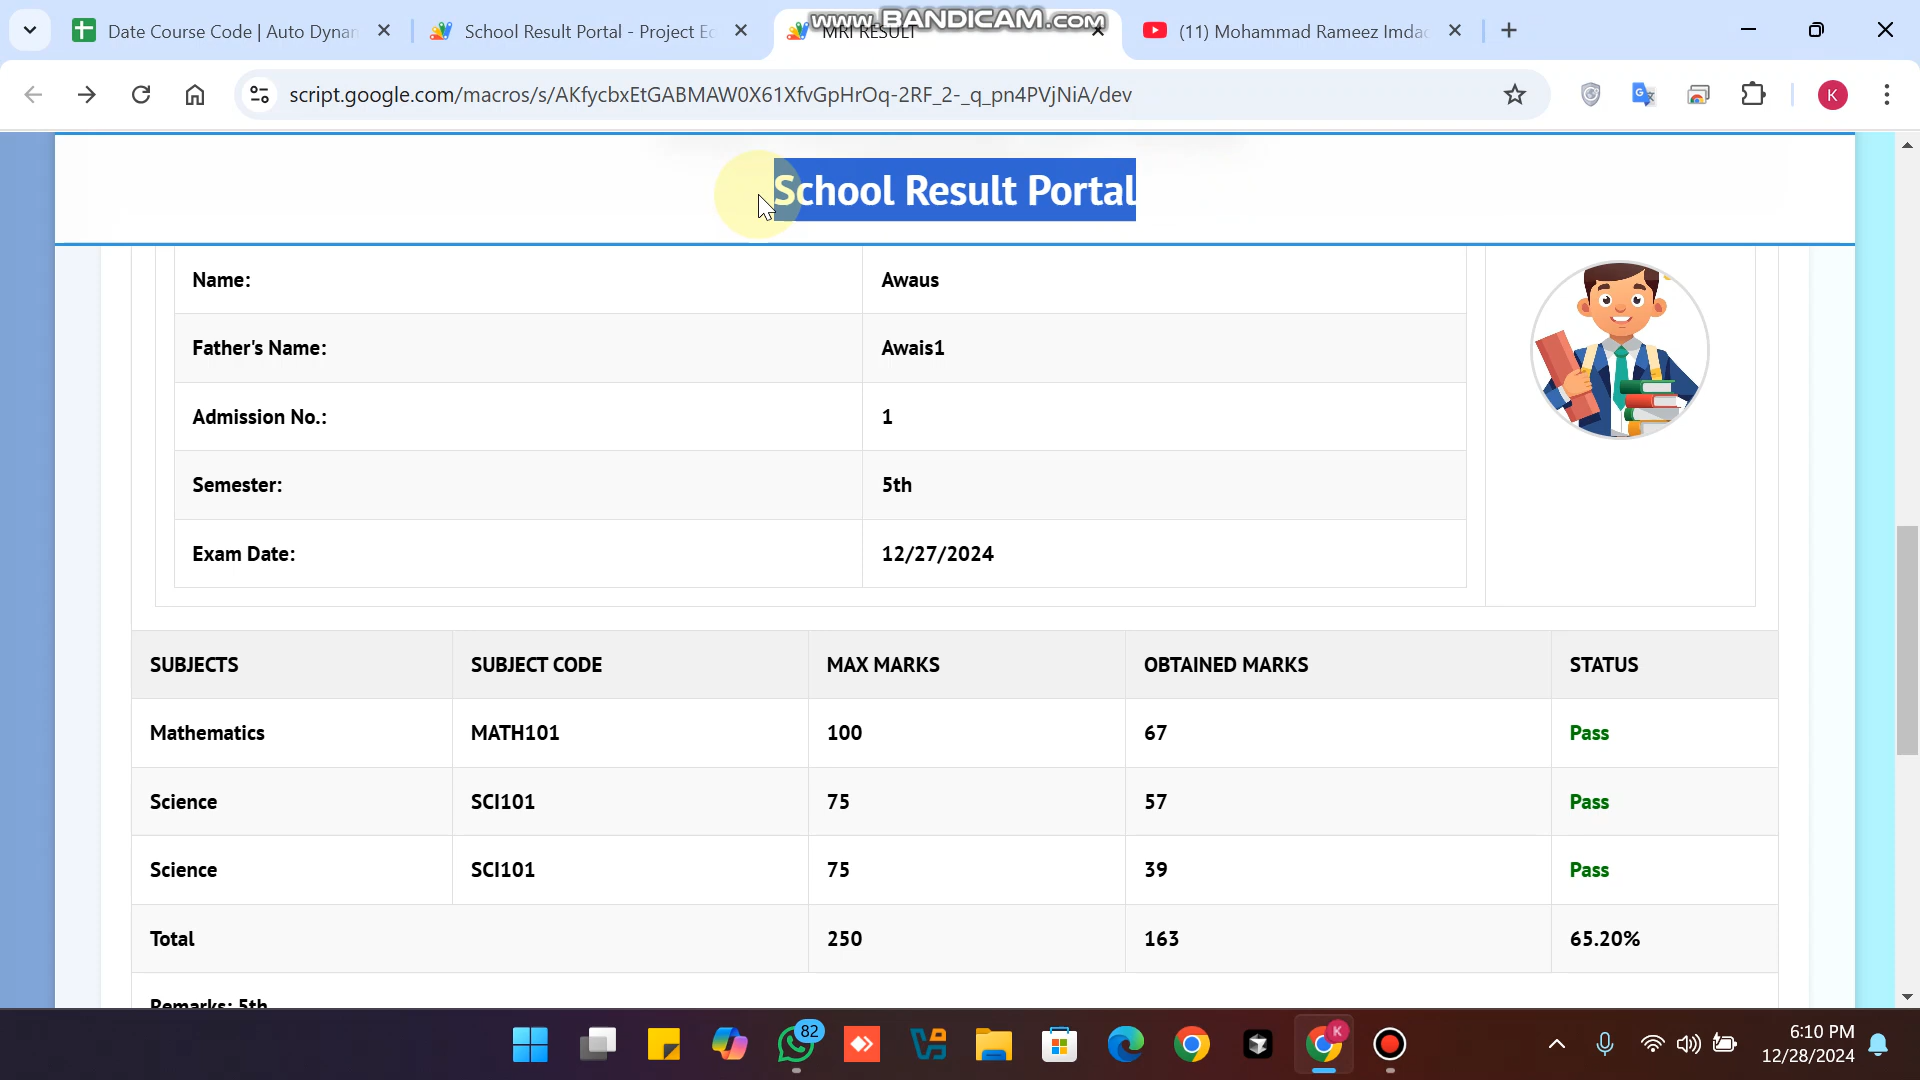 www.BANDICAM.com
Date Course Code | Auto Dynar
School Result Portal - Project Ec
MRI RESULT
(11) Mohammad Rameez Imdad
script.google.com/macros/s/AKfycbxEtGABMAW0X61XfvGpHrOq-2RF_2-_q_pn4PVjNiA/dev
K
School Result Portal
Name: Awaus
Father's Name: Awais1
Admission No.: 1
Semester: 5th
Exam Date: 12/27/2024
SUBJECTS SUBJECT CODE MAX MARKS OBTAINED MARKS STATUS
Mathematics MATH101 100 67 Pass
Science SCI101 75 57 Pass
Science SCI101 75 39 Pass
Total 250 163 65.20%
Remarks: 5th
82
K
6:10 PM
12/28/2024